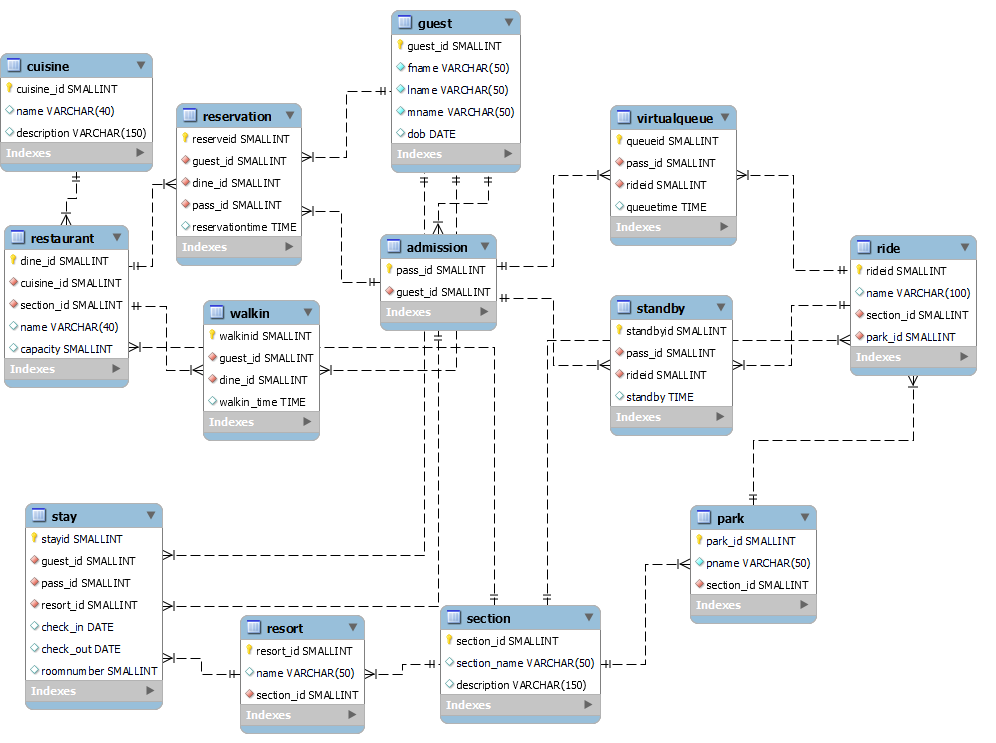 guest
guest_id SMALLINT
fname VARCHAR(50)
lname VARCHAR(50)
mname VARCHAR(50)
dob DATE
Indexes
cuisine
cuisine_id SMALLINT
name VARCHAR(40)
description VARCHAR(150)
Indexes
reservation
reserveid SMALLINT
guest_id SMALLINT
dine_id SMALLINT
pass_id SMALLINT
reservationtime TIME
Indexes
virtualqueue
queueid SMALLINT
pass_id SMALLINT
rideid SMALLINT
queuetime TIME
Indexes
restaurant
dine_id SMALLINT
cuisine_id SMALLINT
section_id SMALLINT
name VARCHAR(40)
capacity SMALLINT
Indexes
admission
pass_id SMALLINT
guest_id SMALLINT
Indexes
ride
rideid SMALLINT
name VARCHAR(100)
section_id SMALLINT
park_id SMALLINT
Indexes
walkin
walkinid SMALLINT
guest_id SMALLINT
dine_id SMALLINT
walkin_time TIME
Indexes
standby
standbyid SMALLINT
pass_id SMALLINT
rideid SMALLINT
standby TIME
Indexes
stay
stayid SMALLINT
guest_id SMALLINT
pass_id SMALLINT
resort_id SMALLINT
check_in DATE
check_out DATE
roomnumber SMALLINT
Indexes
park
park_id SMALLINT
pname VARCHAR(50)
section_id SMALLINT
Indexes
resort
resort_id SMALLINT
name VARCHAR(50)
section_id SMALLINT
Indexes
section
section_id SMALLINT
section_name VARCHAR(50)
description VARCHAR(150)
Indexes